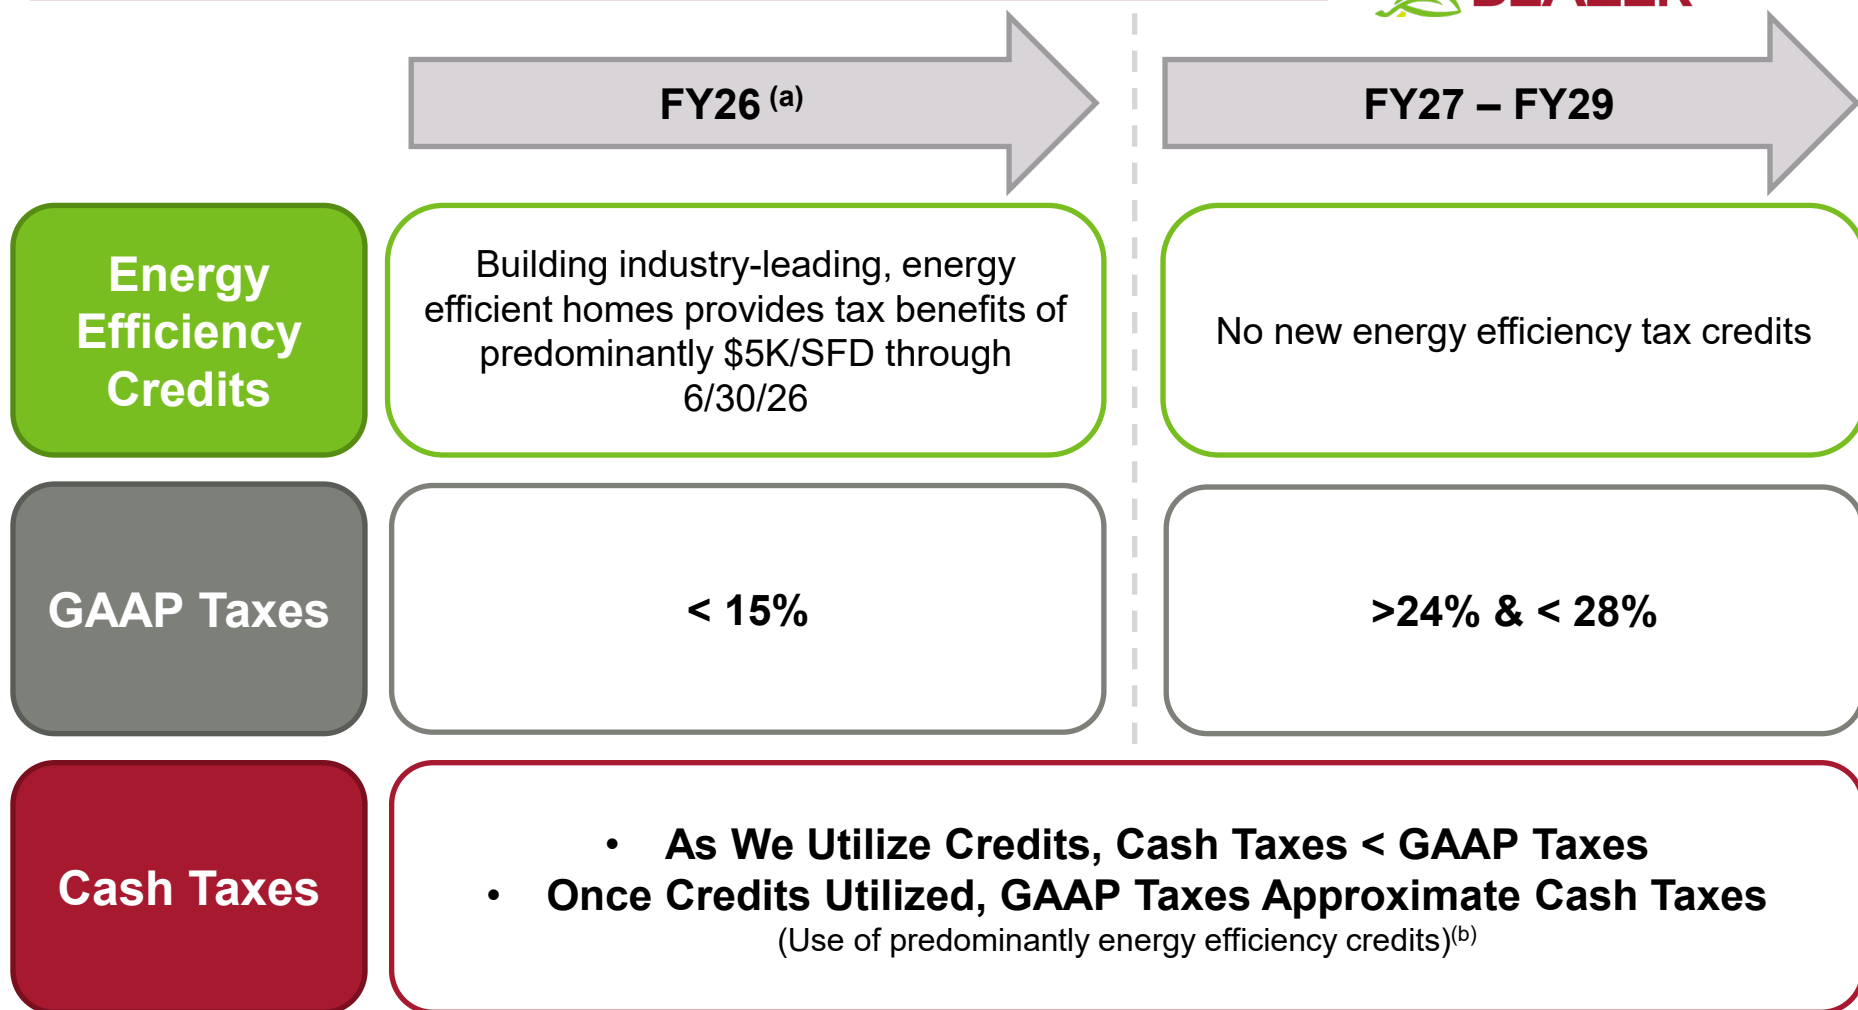 FY26 (a)
FY27 – FY29
Energy
Efficiency
Credits
Building industry-leading, energy
efficient homes provides tax benefits of
predominantly $5K/SFD through
6/30/26
No new energy efficiency tax credits
GAAP Taxes
< 15%
>24% & < 28%
Cash Taxes
• As We Utilize Credits, Cash Taxes < GAAP Taxes
• Once Credits Utilized, GAAP Taxes Approximate Cash Taxes
(Use of predominantly energy efficiency credits)(b)